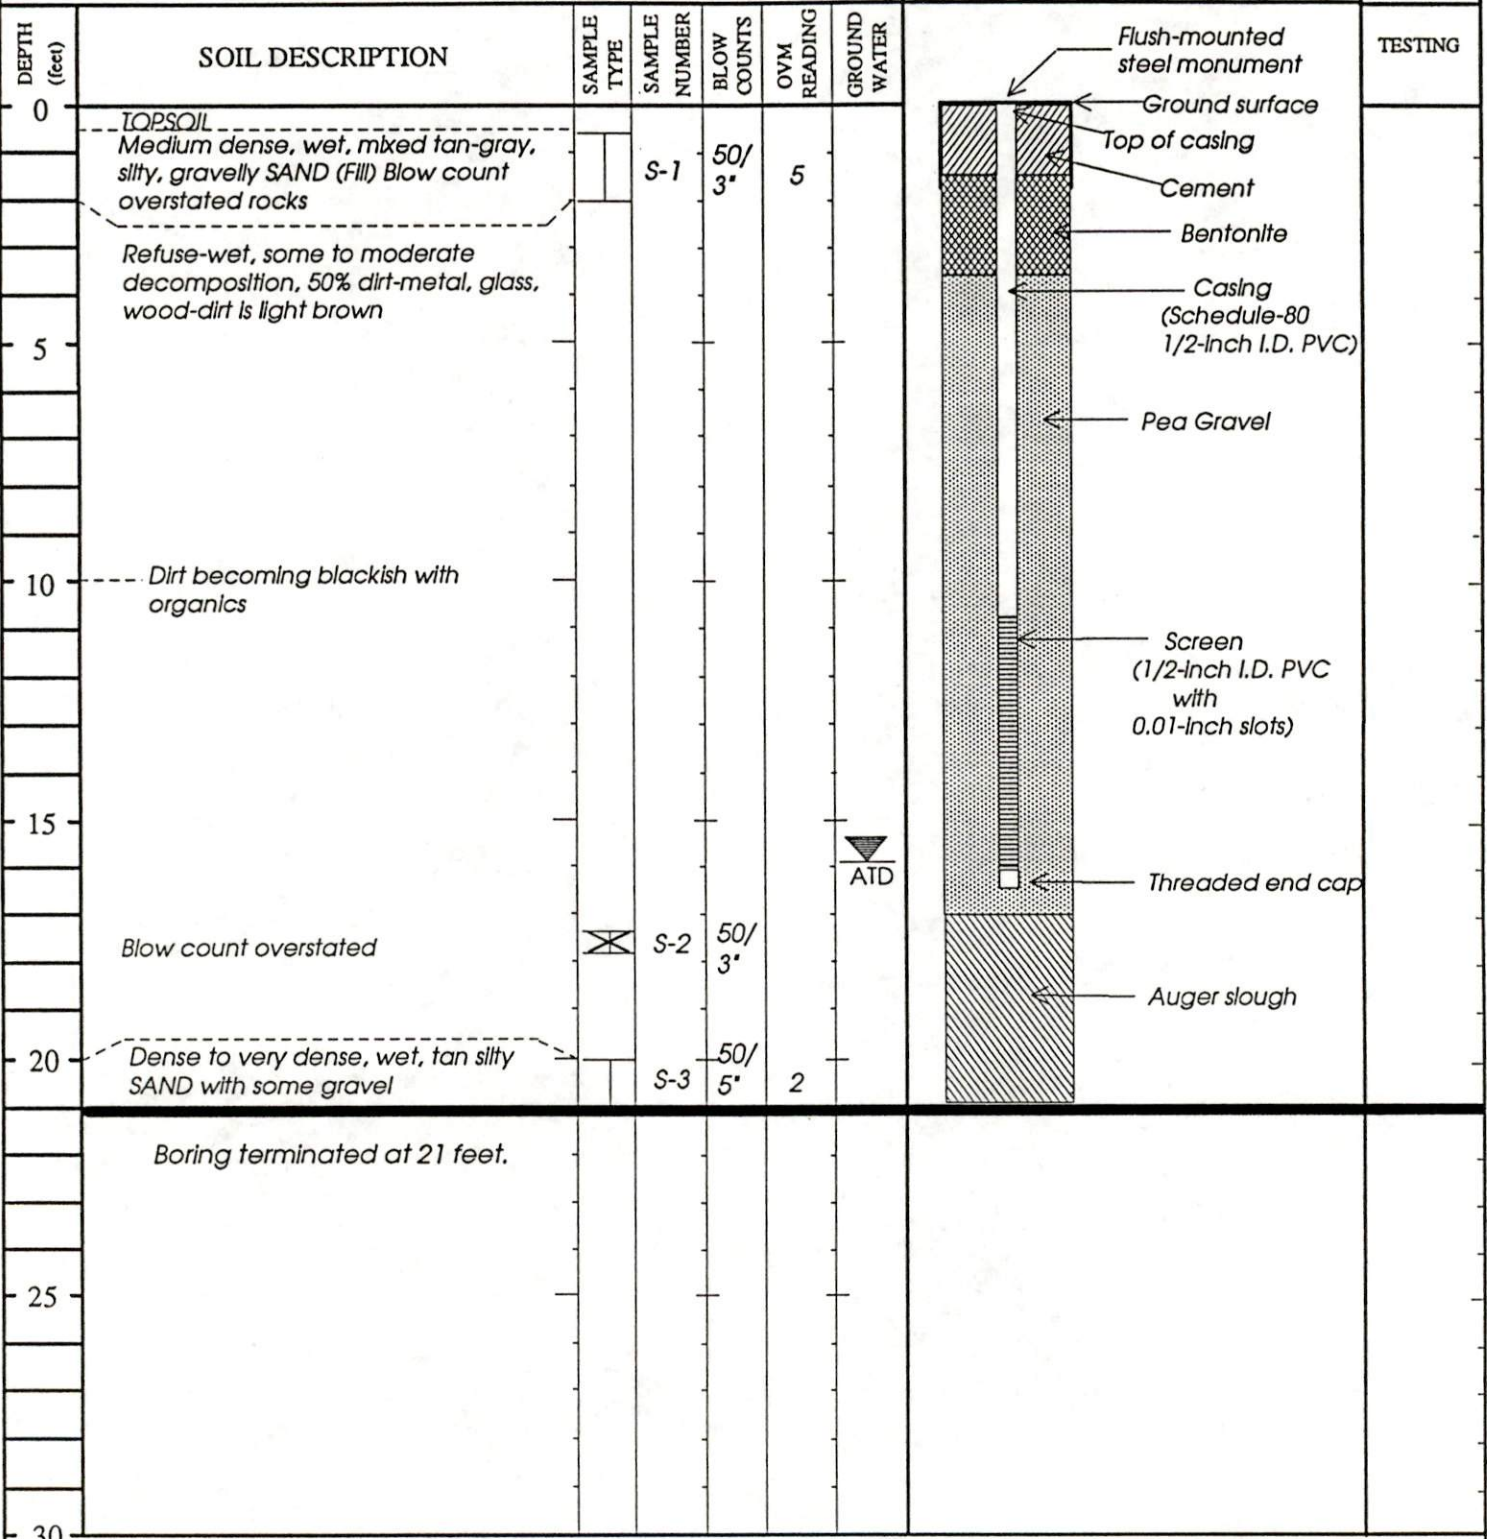 DEPTH
(feet)
SOIL DESCRIPTION
SAMPLE
TYPE
SAMPLE
NUMBER
BLOW
COUNTS
OVM
READING
GROUND
WATER
TESTING
Flush-mounted
steel monument
Ground surface
Top of casing
Cement
Bentonite
Casing
(Schedule-80
1/2-inch I.D. PVC)
Pea Gravel
Screen
(1/2-inch I.D. PVC
with
0.01-inch slots)
Threaded end cap
Auger slough
0
TOPSOIL
Medium dense, wet, mixed tan-gray,
silty, gravelly SAND (Fill) Blow count
overstated rocks
S-1
50/
3"
5
Refuse-wet, some to moderate
decomposition, 50% dirt-metal, glass,
wood-dirt is light brown
5
10
Dirt becoming blackish with
organics
15
ATD
Blow count overstated
S-2
50/
3"
20
Dense to very dense, wet, tan silty
SAND with some gravel
S-3
50/
5"
2
Boring terminated at 21 feet.
25
30